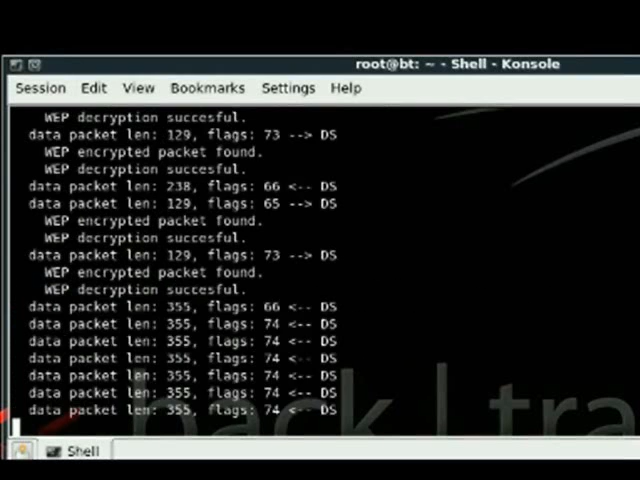 root@bt: ~ - Shell - Konsole
Session Edit View Bookmarks Settings Help
WEP decryption succesful.
data packet len: 129, flags: 73 --> DS
WEP encrypted packet found.
WEP decryption succesful.
data packet len: 238, flags: 66 <-- DS
data packet len: 129, flags: 65 --> DS
WEP encrypted packet found.
WEP decryption succesful.
data packet len: 129, flags: 73 --> DS
WEP encrypted packet found.
WEP decryption succesful.
data packet len: 355, flags: 66 <-- DS
data packet len: 355, flags: 74 <-- DS
data packet len: 355, flags: 74 <-- DS
data packet len: 355, flags: 74 <-- DS
data packet len: 355, flags: 74 <-- DS
data packet len: 355, flags: 74 <-- DS
data packet len: 355, flags: 74 <-- DS
back | tra
Shell